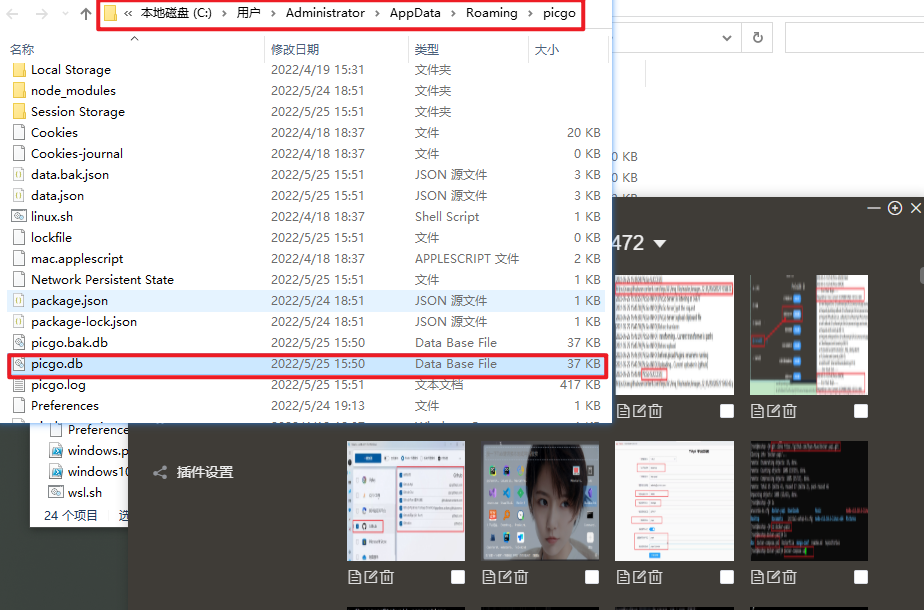 « 本地磁盘 (C:) › 用户 › Administrator › AppData › Roaming › picgo
名称 修改日期 类型 大小
Local Storage 2022/4/19 15:31 文件夹
node_modules 2022/5/24 18:51 文件夹
Session Storage 2022/5/25 15:51 文件夹
Cookies 2022/4/18 18:37 文件 20 KB
Cookies-journal 2022/4/18 18:37 文件 0 KB
data.bak.json 2022/5/25 15:51 JSON 源文件 3 KB
data.json 2022/5/25 15:51 JSON 源文件 3 KB
linux.sh 2022/4/18 18:37 Shell Script 1 KB
lockfile 2022/5/25 15:51 文件 0 KB
mac.applescript 2022/4/18 18:37 APPLESCRIPT 文件 2 KB
Network Persistent State 2022/5/25 15:51 文件 1 KB
package.json 2022/5/24 18:51 JSON 源文件 1 KB
package-lock.json 2022/5/24 18:51 JSON 源文件 1 KB
picgo.bak.db 2022/5/25 15:50 Data Base File 37 KB
picgo.db 2022/5/25 15:50 Data Base File 37 KB
picgo.log 2022/5/25 15:51 文本文档 417 KB
Preferences 2022/5/24 19:13 文件 1 KB
0 KB
0 KB
472
Preference
windows.p
windows10
wsl.sh
24 个项目
插件设置